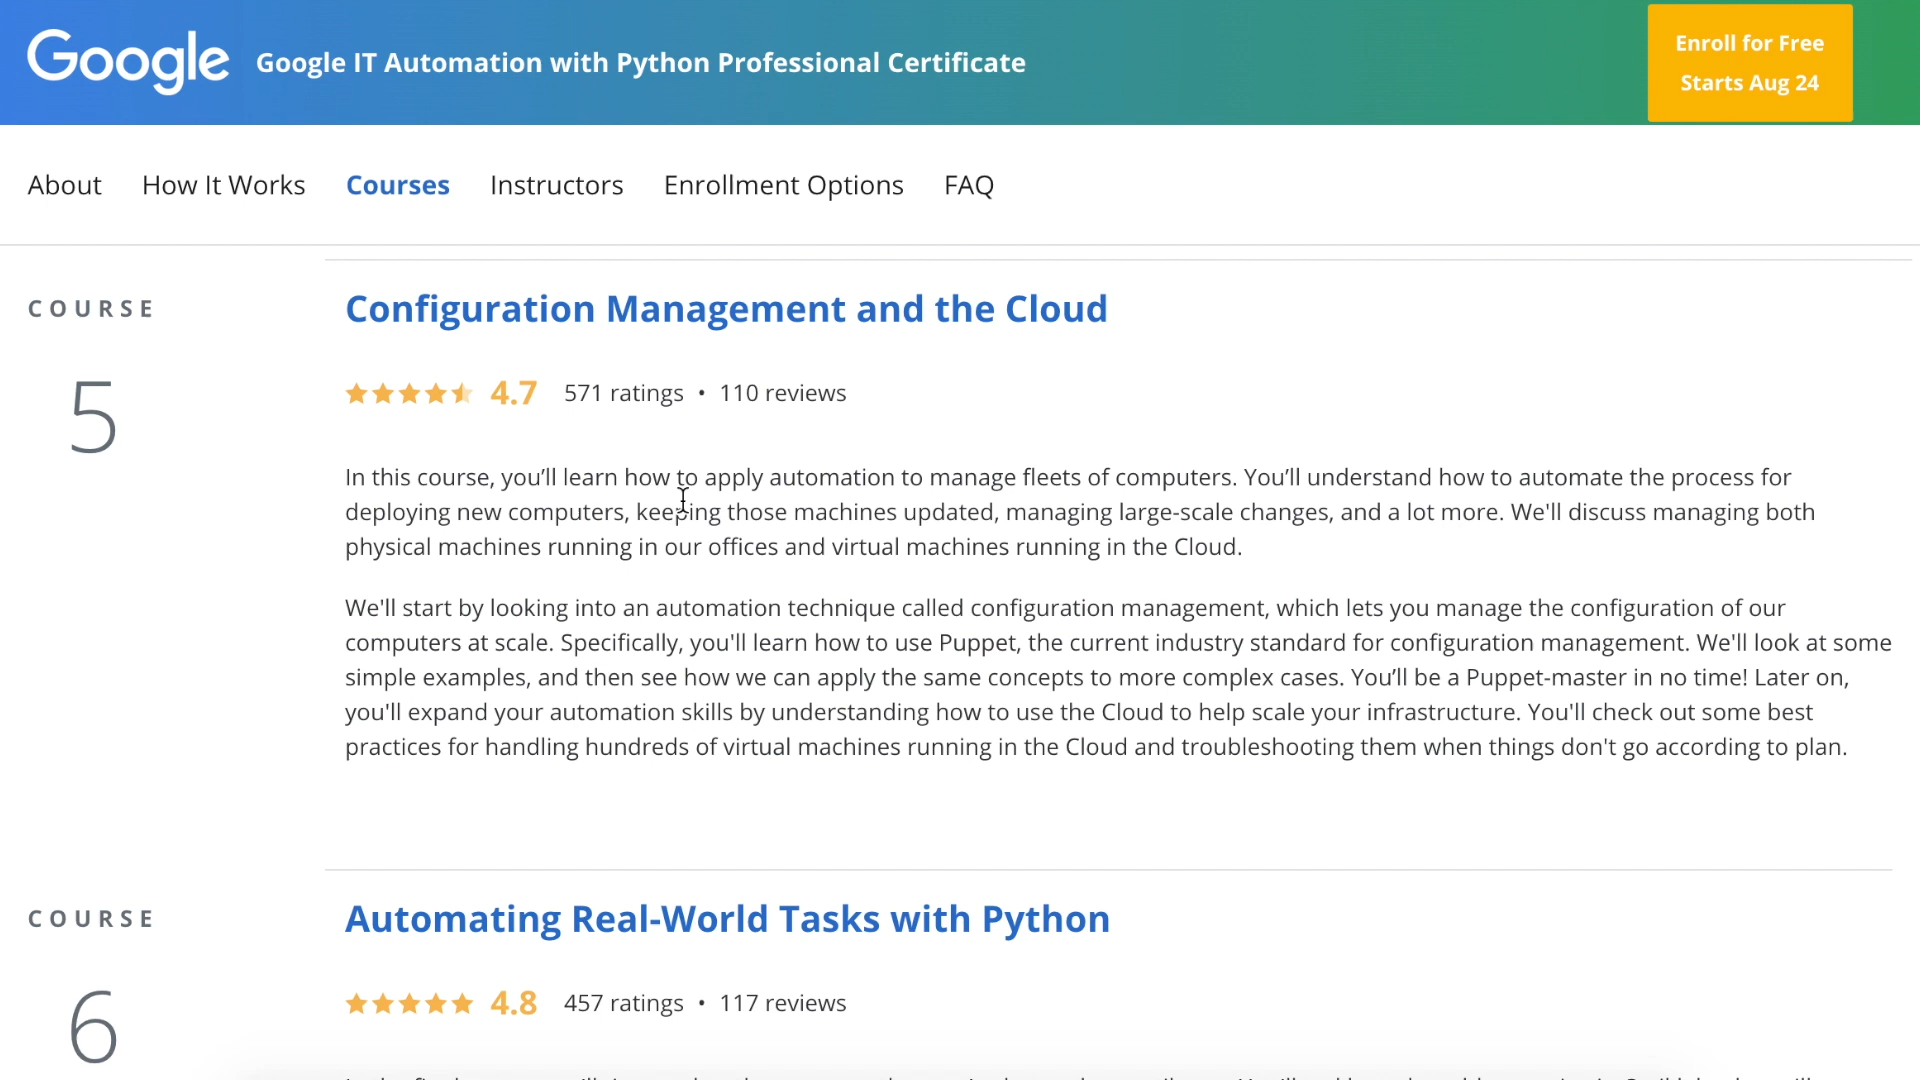 Google Google IT Automation with Python Professional Certificate
Enroll for Free
Starts Aug 24
About How It Works Courses Instructors Enrollment Options FAQ
COURSE
5
Configuration Management and the Cloud
4.7 571 ratings • 110 reviews
In this course, you’ll learn how to apply automation to manage fleets of computers. You’ll understand how to automate the process for
deploying new computers, keeping those machines updated, managing large-scale changes, and a lot more. We'll discuss managing both
physical machines running in our offices and virtual machines running in the Cloud.
We'll start by looking into an automation technique called configuration management, which lets you manage the configuration of our
computers at scale. Specifically, you'll learn how to use Puppet, the current industry standard for configuration management. We'll look at some
simple examples, and then see how we can apply the same concepts to more complex cases. You’ll be a Puppet-master in no time! Later on,
you'll expand your automation skills by understanding how to use the Cloud to help scale your infrastructure. You'll check out some best
practices for handling hundreds of virtual machines running in the Cloud and troubleshooting them when things don't go according to plan.
COURSE
6
Automating Real-World Tasks with Python
4.8 457 ratings • 117 reviews